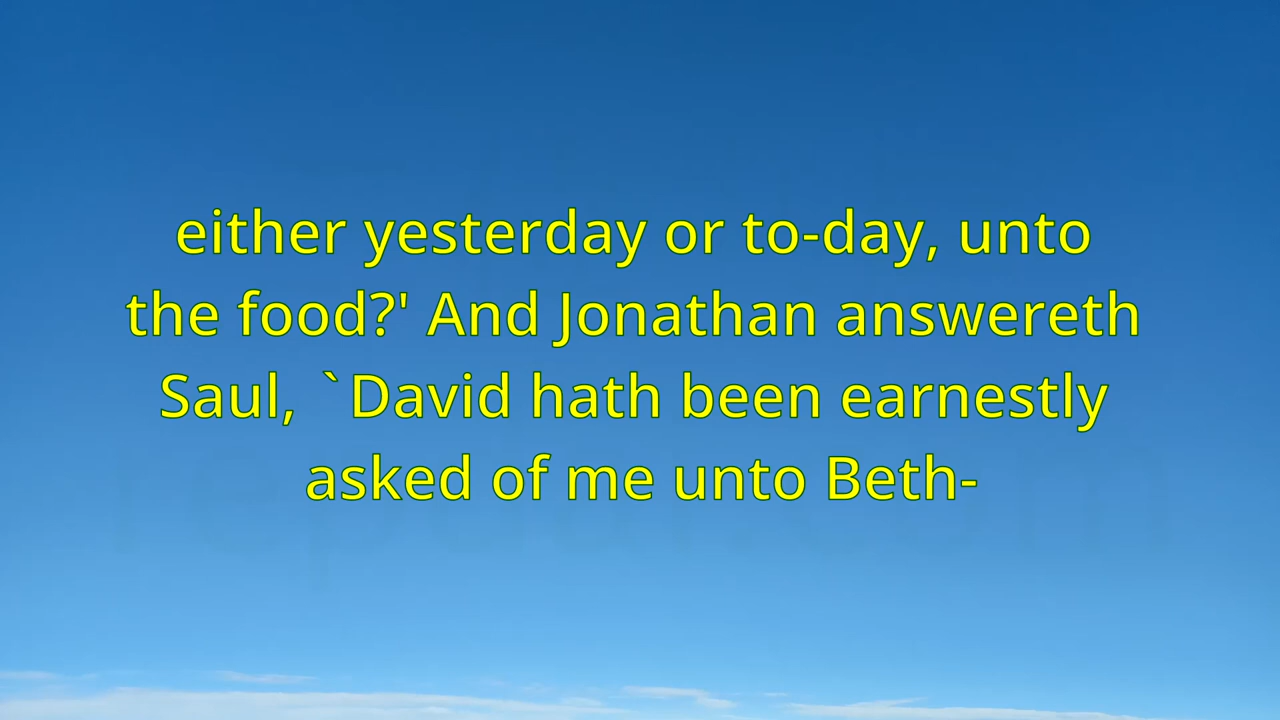 either yesterday or to-day, unto
the food?' And Jonathan answereth
Saul, `David hath been earnestly
asked of me unto Beth-